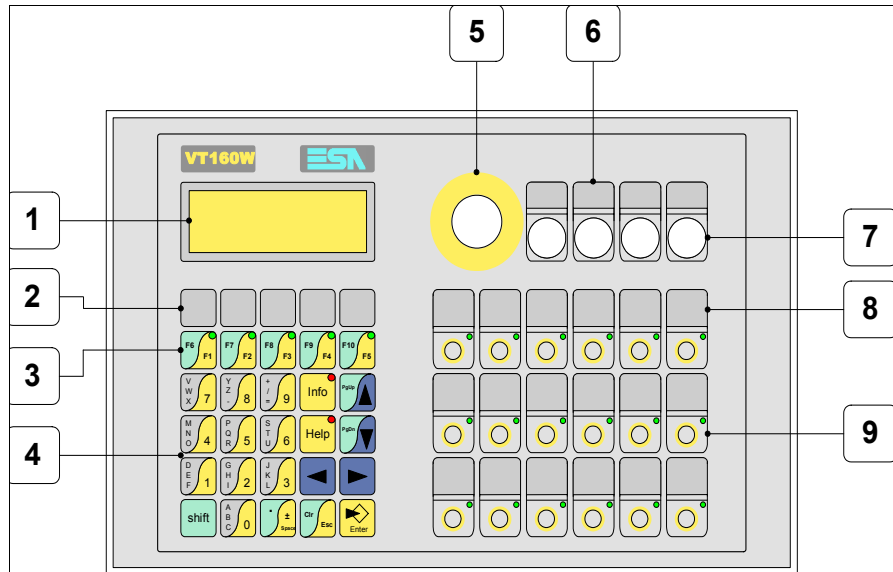 5 6
VT160W ESA
1
7
2
8
F6 F1 F7 F2 F8 F3 F9 F4 F10 F5
3
V W X 7 Y Z - 8 + / = 9 Info PgUp
M N O 4 P Q R 5 S T U 6 Help PgDn
4
9
D E F 1 G H I 2 J K L 3
shift A B C 0 . ± Space Clr Esc Enter